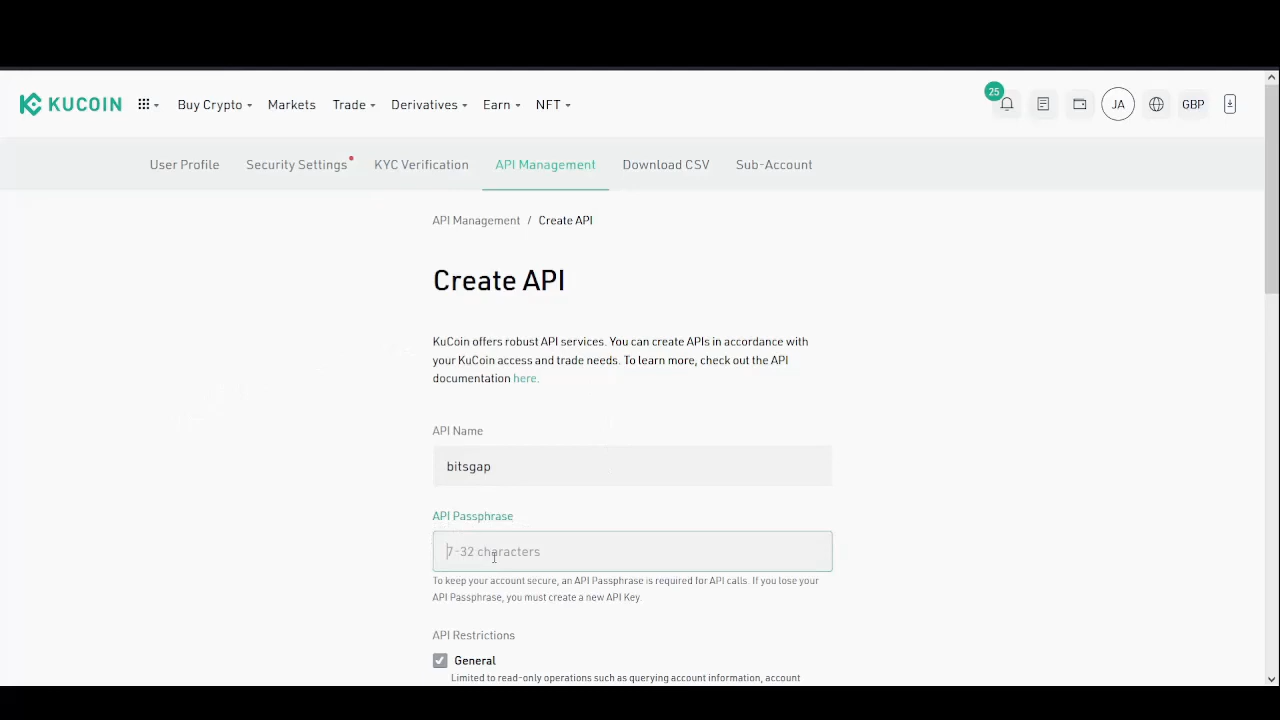 KUCOIN
Buy Crypto
Markets
Trade
Derivatives
Earn
NFT
25
JA
GBP
User Profile
Security Settings
KYC Verification
API Management
Download CSV
Sub-Account
API Management / Create API
Create API
KuCoin offers robust API services. You can create APIs in accordance with
your KuCoin access and trade needs. To learn more, check out the API
documentation here.
API Name
bitsgap
API Passphrase
7-32 characters
To keep your account secure, an API Passphrase is required for API calls. If you lose your
API Passphrase, you must create a new API Key.
API Restrictions
General
Limited to read-only operations such as querying account information, account